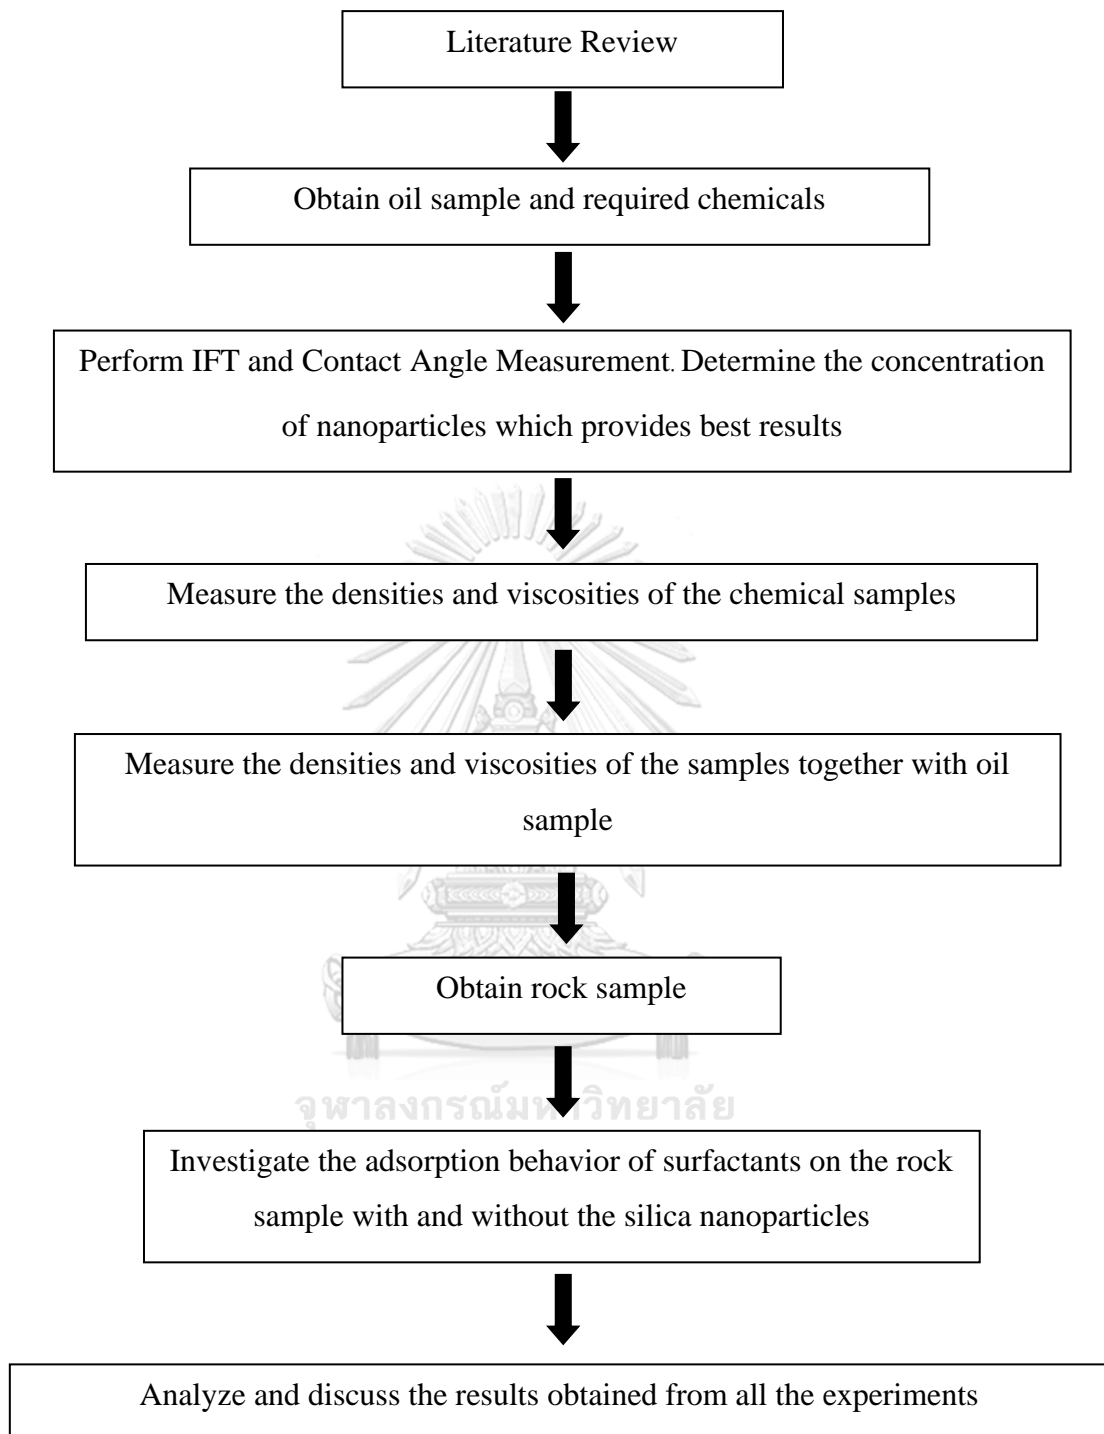 Literature Review
Obtain oil sample and required chemicals
Perform IFT and Contact Angle Measurement. Determine the concentration
of nanoparticles which provides best results
Measure the densities and viscosities of the chemical samples
Measure the densities and viscosities of the samples together with oil
sample
Obtain rock sample
จุฬาลงกรณ์มหาวิทยาลัย
Investigate the adsorption behavior of surfactants on the rock
sample with and without the silica nanoparticles
Analyze and discuss the results obtained from all the experiments